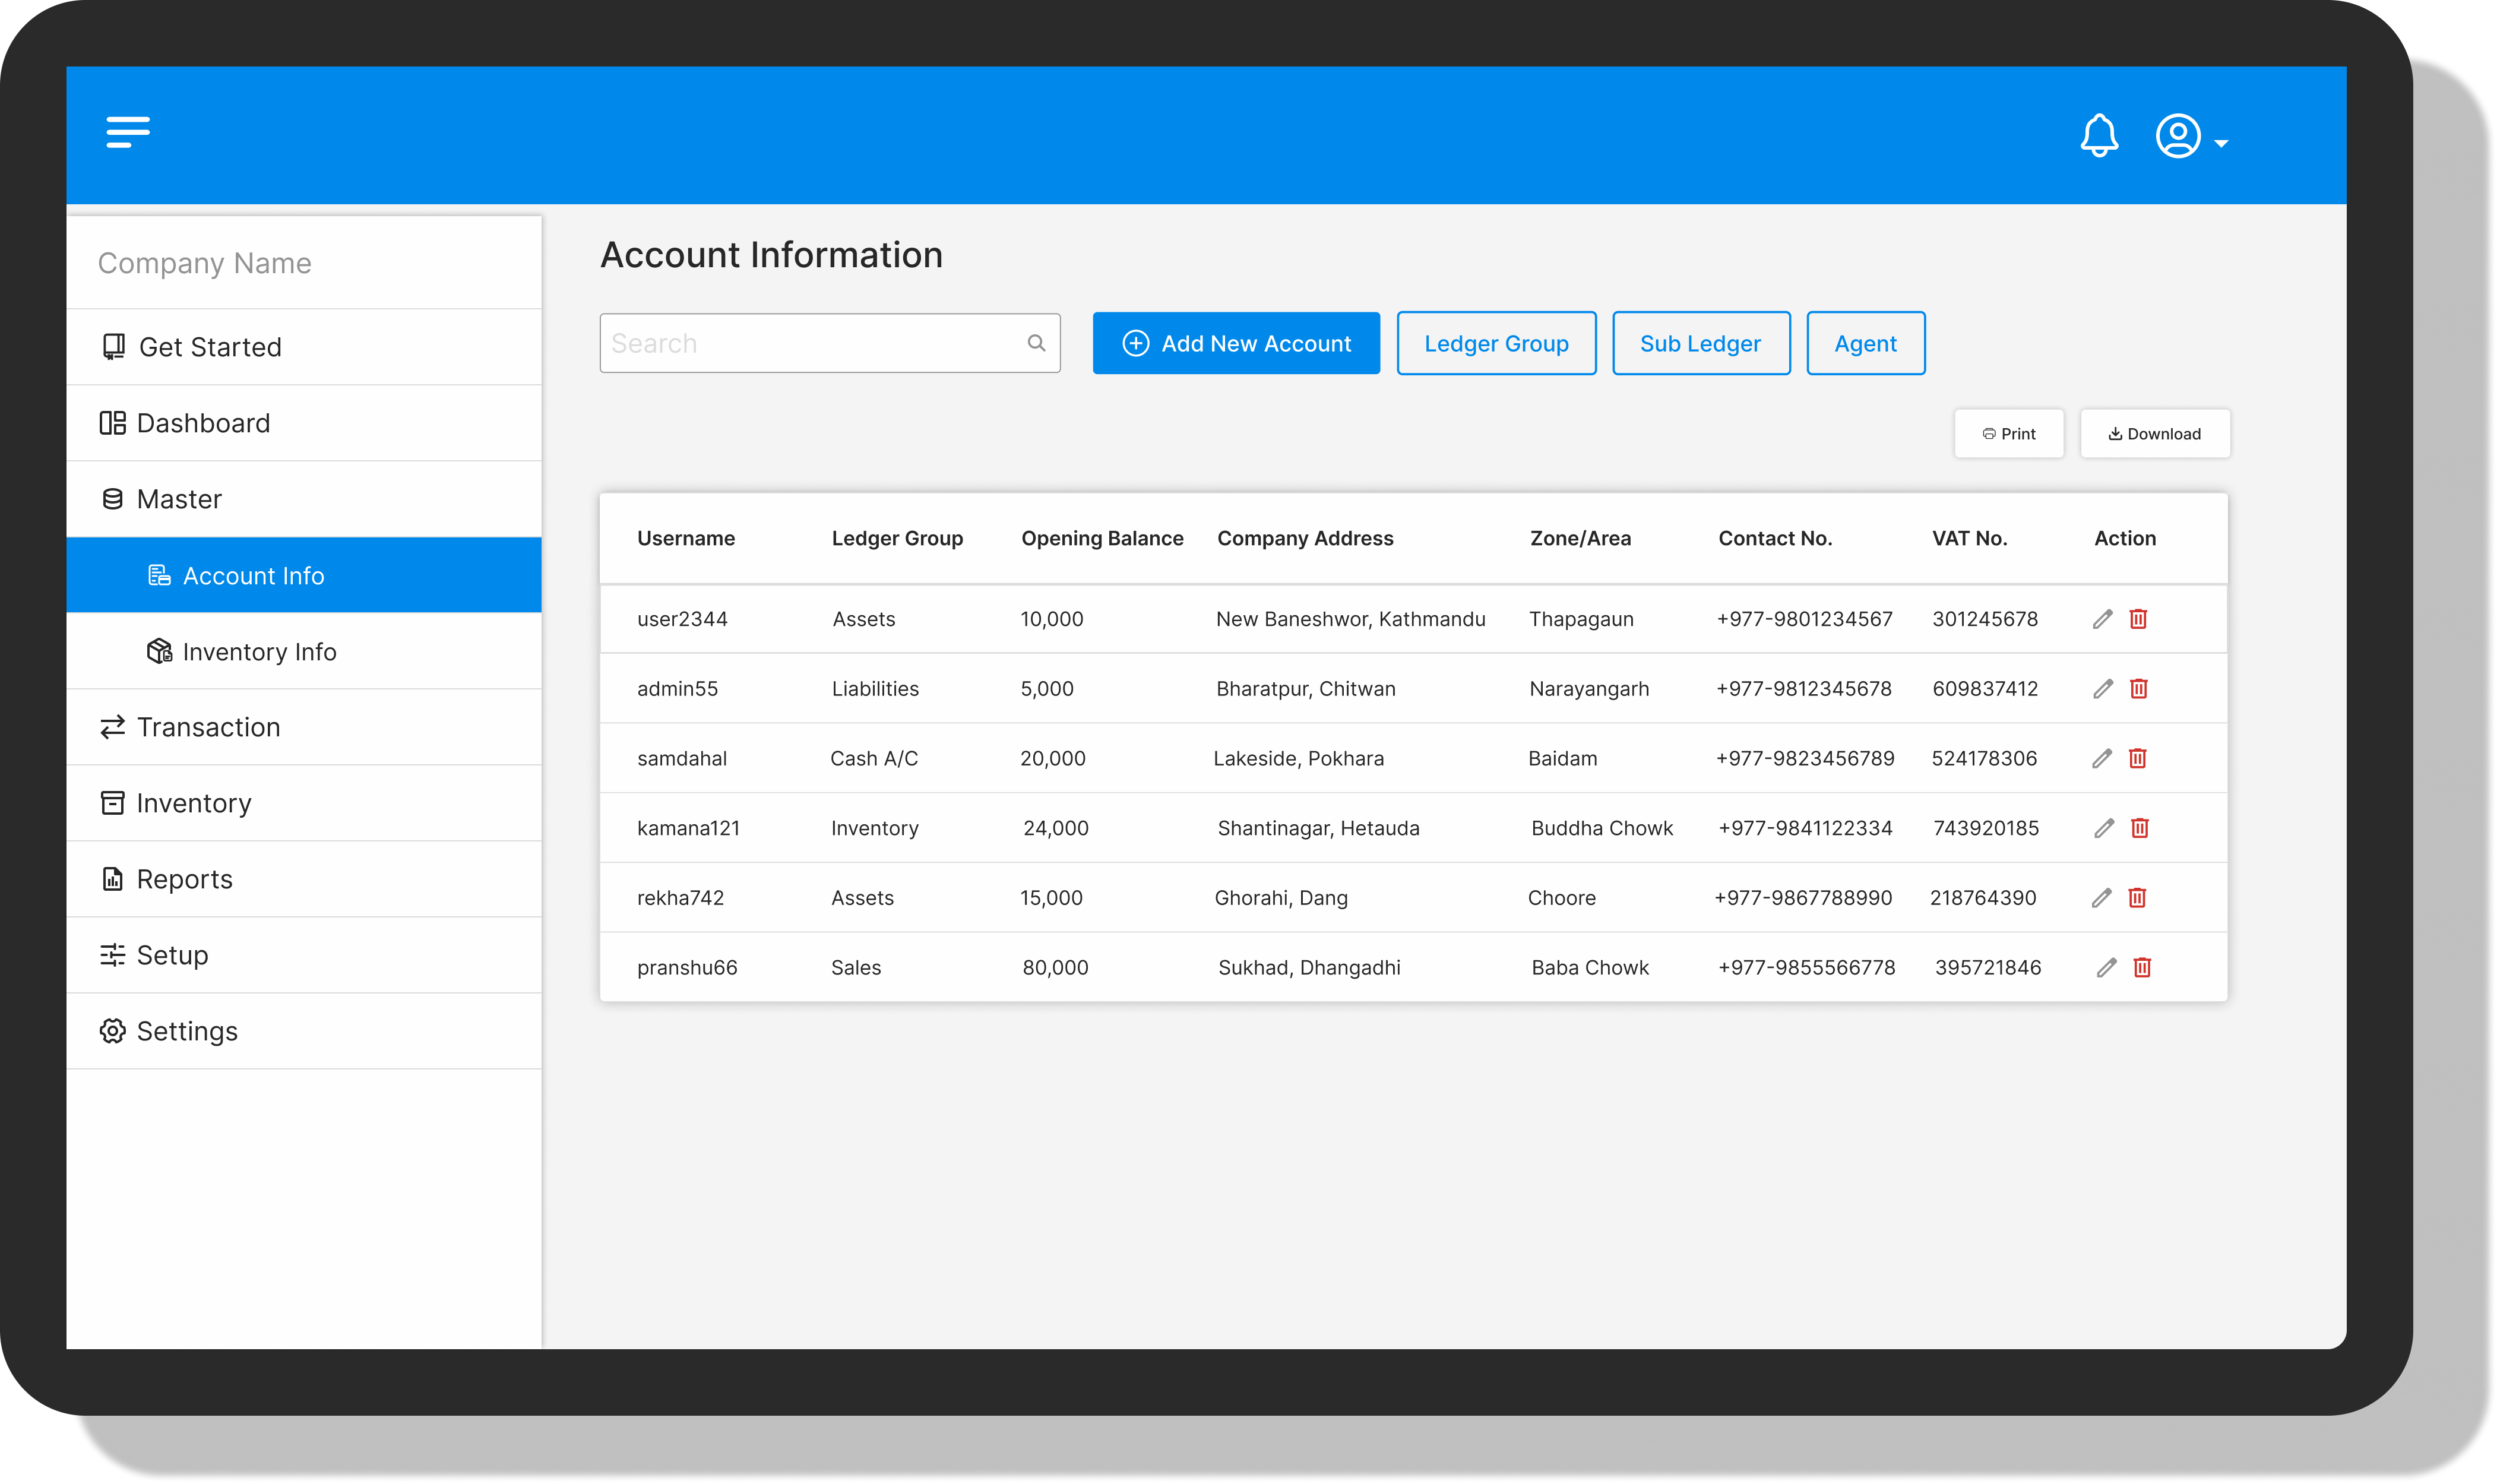 Company Name
Get Started
Dashboard
Master
Account Info
Inventory Info
Transaction
Inventory
Reports
Setup
Settings
Account Information
Search
Add New Account
Ledger Group
Sub Ledger
Agent
Print
Download
Username Ledger Group Opening Balance Company Address Zone/Area Contact No. VAT No. Action
user2344 Assets 10,000 New Baneshwor, Kathmandu Thapagaun +977-9801234567 301245678
admin55 Liabilities 5,000 Bharatpur, Chitwan Narayangarh +977-9812345678 609837412
samdahal Cash A/C 20,000 Lakeside, Pokhara Baidam +977-9823456789 524178306
kamana121 Inventory 24,000 Shantinagar, Hetauda Buddha Chowk +977-9841122334 743920185
rekha742 Assets 15,000 Ghorahi, Dang Choore +977-9867788990 218764390
pranshu66 Sales 80,000 Sukhad, Dhangadhi Baba Chowk +977-9855566778 395721846